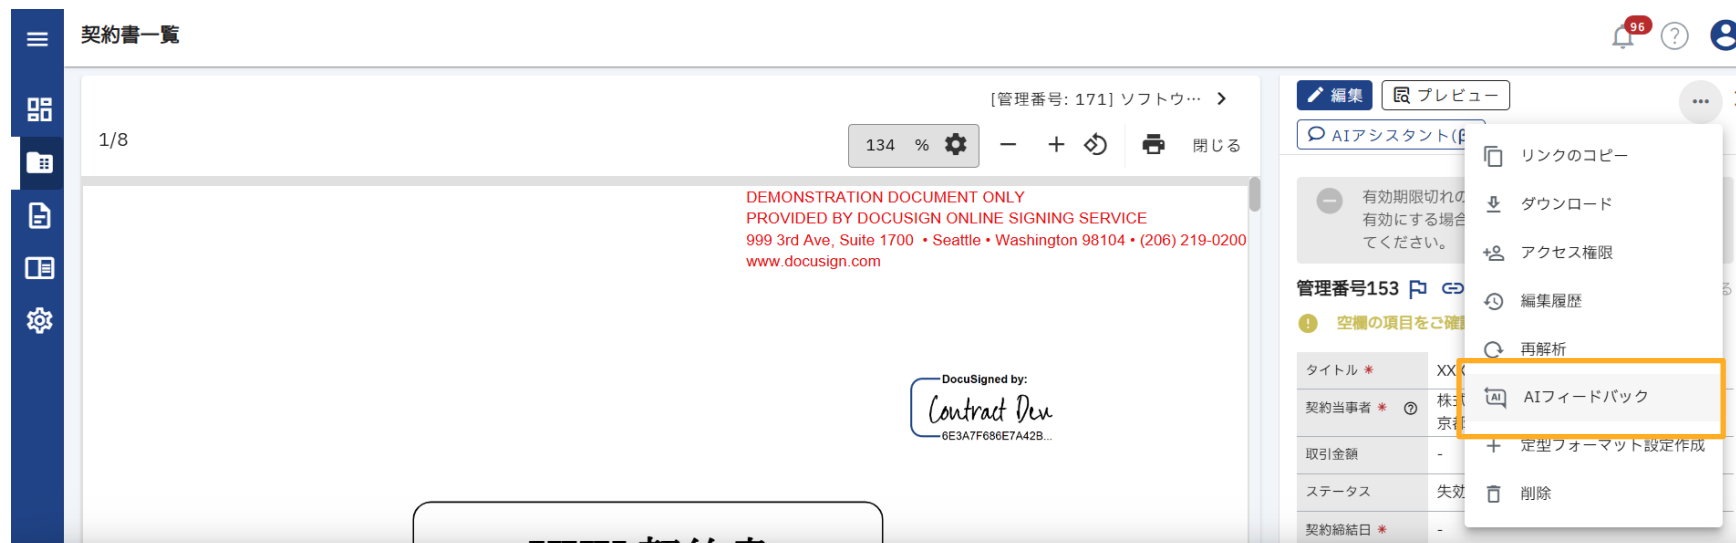 契約書一覧
96
[管理番号: 171] ソフトウ…
1/8
134 %
閉じる
DEMONSTRATION DOCUMENT ONLY
PROVIDED BY DOCUSIGN ONLINE SIGNING SERVICE
999 3rd Ave, Suite 1700 • Seattle • Washington 98104 • (206) 219-0200
www.docusign.com
DocuSigned by:
Contract Dev
6E3A7F686E7A42B...
編集
プレビュー
AIアシスタント(β
有効期限切れの
有効にする場合
てください。
管理番号153
空欄の項目をご確
タイトル *
XX
契約当事者 *
株式
京都
取引金額
-
ステータス
失効
契約締結日 *
-
リンクのコピー
ダウンロード
アクセス権限
編集履歴
再解析
AI
AIフィードバック
定型フォーマット設定作成
削除